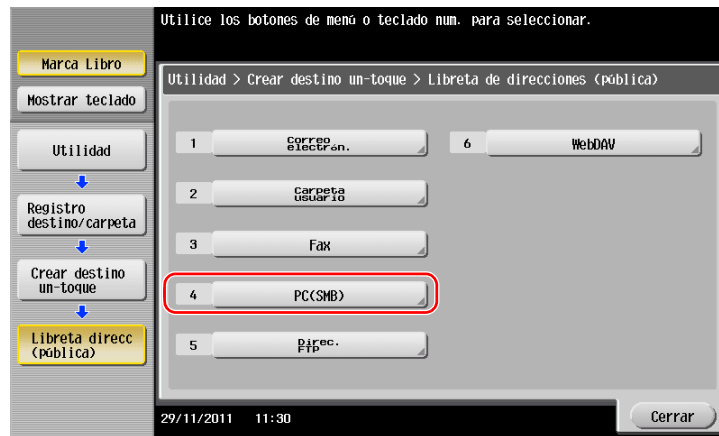 Utilice los botones de menú o teclado num. para seleccionar.
Marca Libro
Mostrar teclado
Utilidad > Crear destino un-toque > Libreta de direcciones (pública)
Utilidad
Registro
destino/carpeta
Crear destino
un-toque
Libreta direcc
(pública)
1 Correo
electrón.
2 Carpeta
usuario
3 Fax
4 PC(SMB)
5 Direc.
FTP
6 WebDAV
29/11/2011 11:30
Cerrar